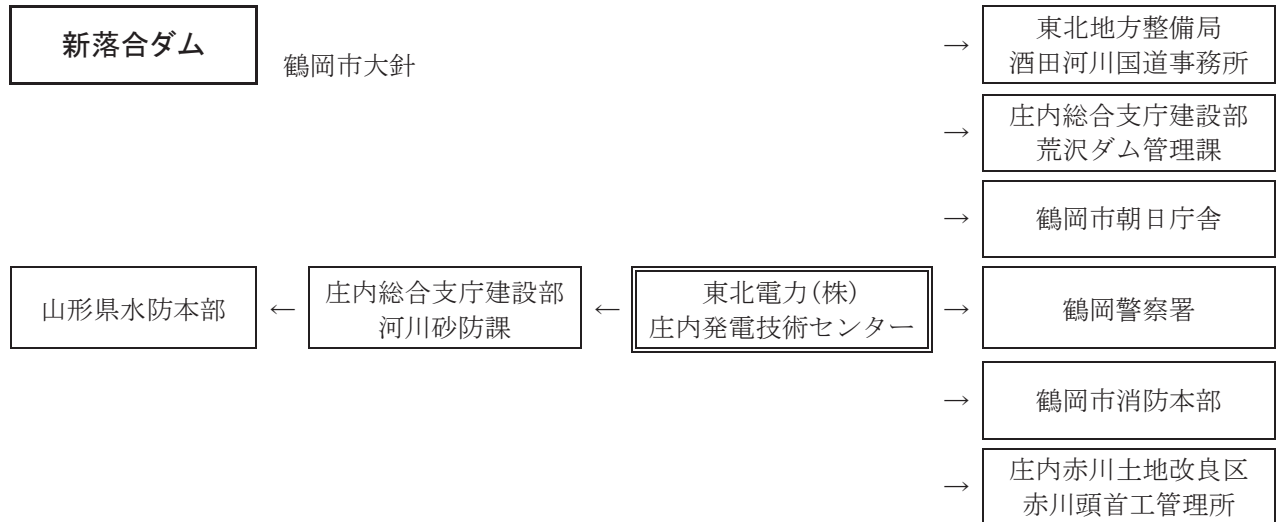 新落合ダム
鶴岡市大針
→ 東北地方整備局
酒田河川国道事務所
→ 庄内総合支庁建設部
荒沢ダム管理課
→ 鶴岡市朝日庁舎
山形県水防本部 ← 庄内総合支庁建設部
河川砂防課 ← 東北電力(株)
庄内発電技術センター → 鶴岡警察署
→ 鶴岡市消防本部
→ 庄内赤川土地改良区
赤川頭首工管理所